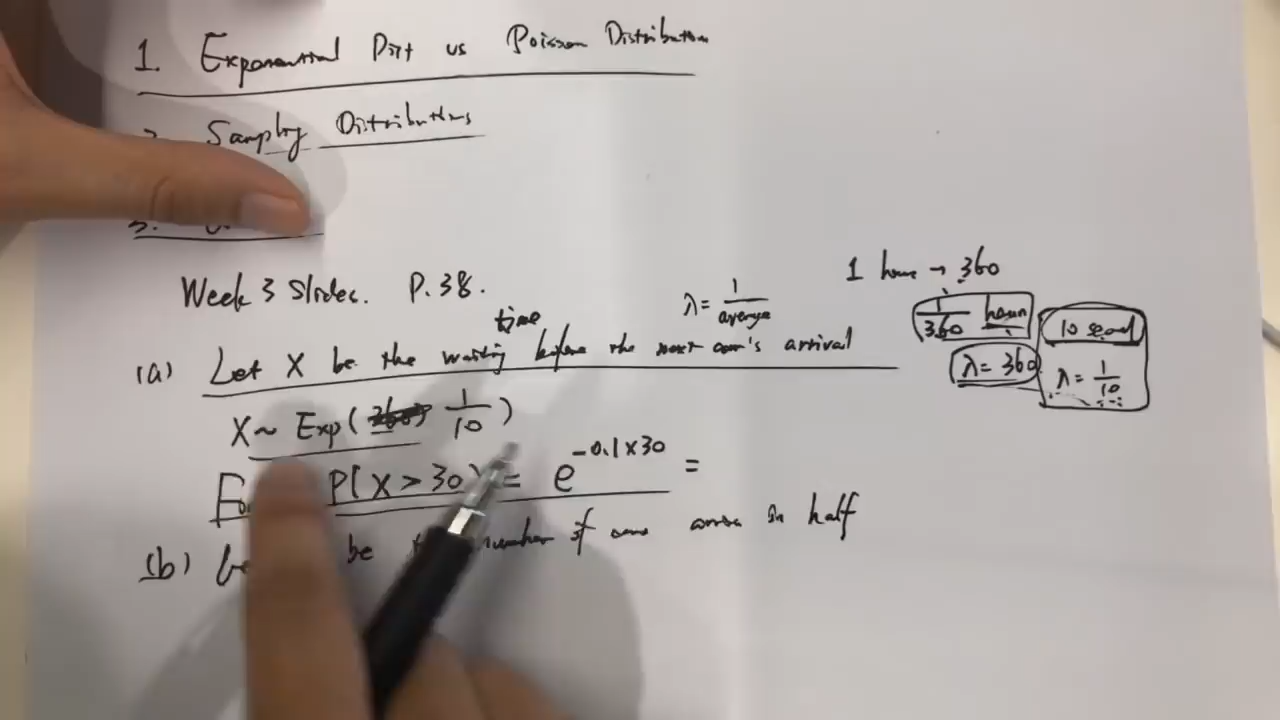 1. Exponential Dist vs Poisson Distribution
Sampling Distributions
3.
Week 3 Slides. P.38.
1 hour → 360
1/360 hours
10 second
λ = 360
λ = 1/10
λ = 1/average
time
(a) Let X be the waiting before the next car's arrival
X ~ Exp( 1/10 )
P(X > 30) = e^{-0.1×30} =
(b) be number of cars arrive in half